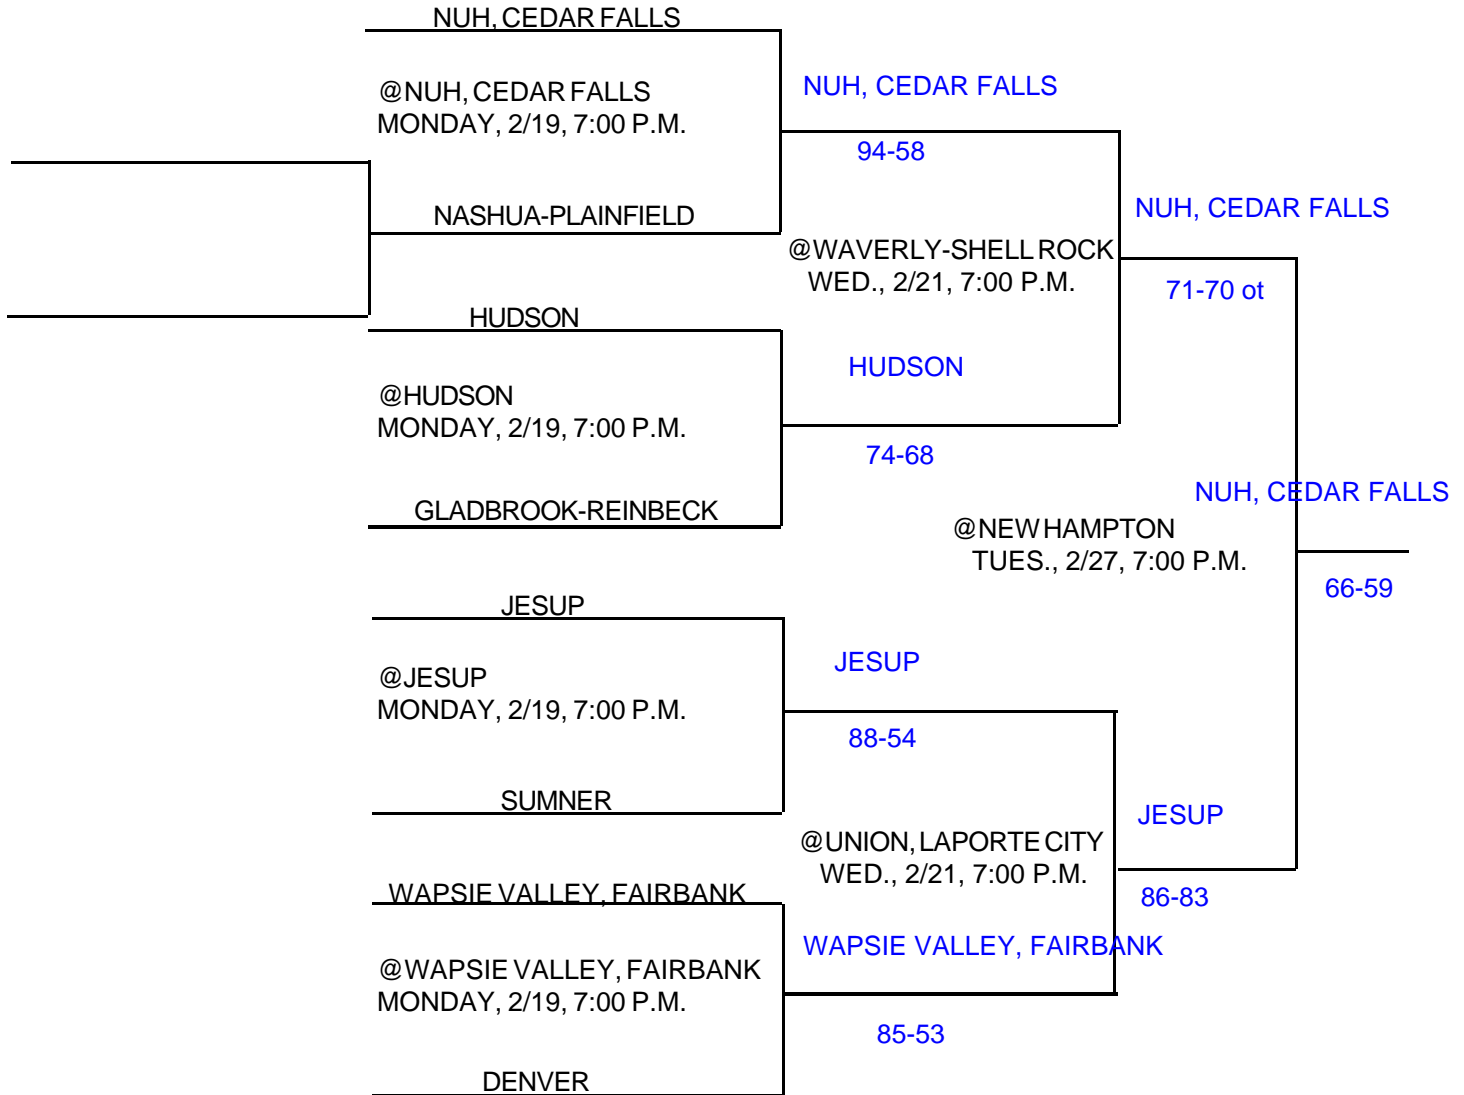 NUH, CEDAR FALLS
@NUH, CEDAR FALLS
MONDAY, 2/19, 7:00 P.M.
NUH, CEDAR FALLS
94-58
NASHUA-PLAINFIELD
NUH, CEDAR FALLS
@WAVERLY-SHELL ROCK
WED., 2/21, 7:00 P.M.
71-70 ot
HUDSON
@HUDSON
MONDAY, 2/19, 7:00 P.M.
HUDSON
74-68
GLADBROOK-REINBECK
NUH, CEDAR FALLS
@NEW HAMPTON
TUES., 2/27, 7:00 P.M.
66-59
JESUP
@JESUP
MONDAY, 2/19, 7:00 P.M.
JESUP
88-54
SUMNER
JESUP
@UNION, LAPORTE CITY
WED., 2/21, 7:00 P.M.
86-83
WAPSIE VALLEY, FAIRBANK
@WAPSIE VALLEY, FAIRBANK
MONDAY, 2/19, 7:00 P.M.
WAPSIE VALLEY, FAIRBANK
85-53
DENVER